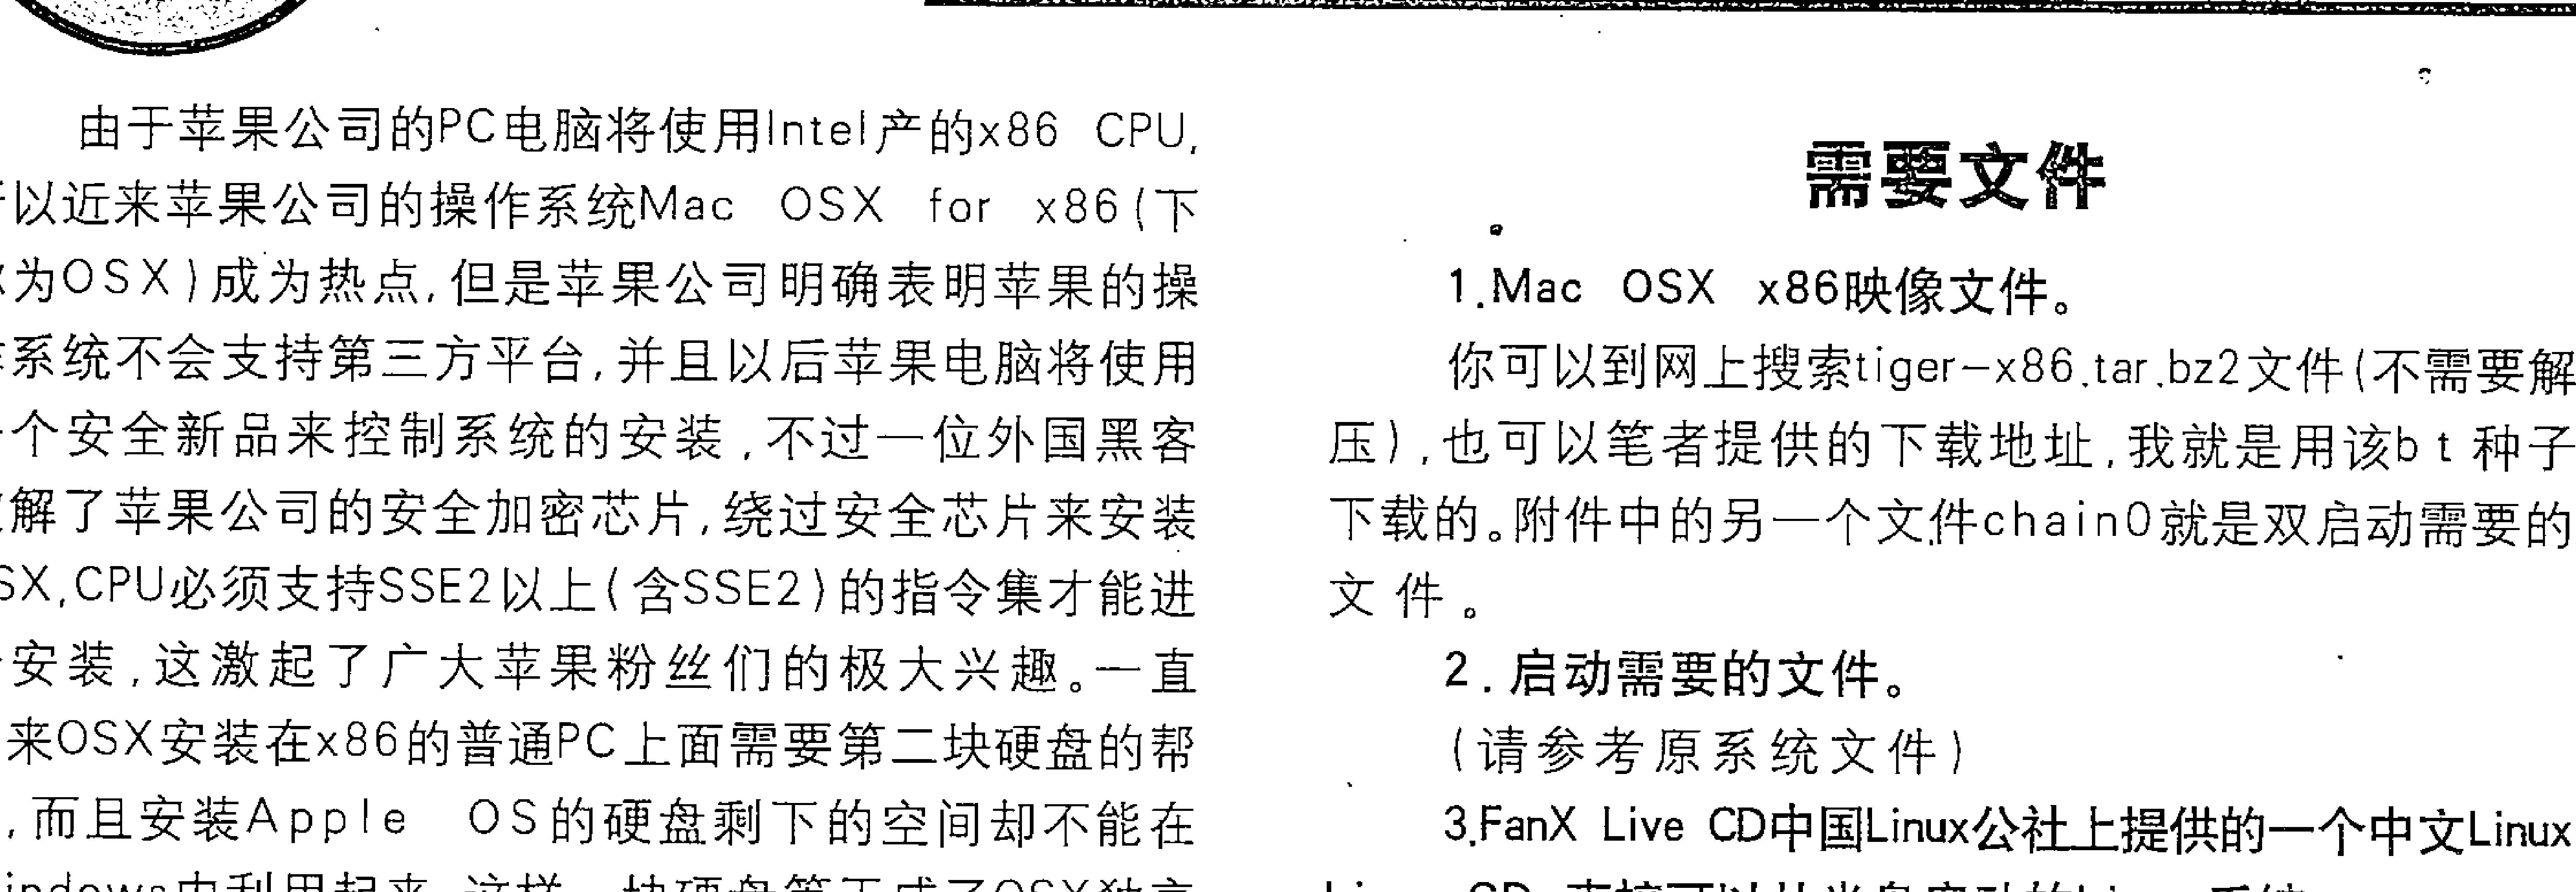 由于苹果公司的PC电脑将使用Intel产的x86 CPU,
以近来苹果公司的操作系统Mac OSX for x86(下
为OSX)成为热点,但是苹果公司明确表明苹果的操
系统不会支持第三方平台,并且以后苹果电脑将使用
个安全新品来控制系统的安装,不过一位外国黑客
解了苹果公司的安全加密芯片,绕过安全芯片来安装
SX,CPU必须支持SSE2以上(含SSE2)的指令集才能进
安装,这激起了广大苹果粉丝们的极大兴趣。一直
来OSX安装在x86的普通PC上面需要第二块硬盘的帮
,而且安装Apple OS的硬盘剩下的空间却不能在
需要文件
1.Mac OSX x86映像文件。
你可以到网上搜索tiger-x86.tar.bz2文件(不需要解
压),也可以笔者提供的下载地址,我就是用该bt种子
下载的。附件中的另一个文件chain0就是双启动需要的
文件。
2.启动需要的文件。
(请参考原系统文件)
3.FanX Live CD中国Linux公社上提供的一个中文Linux